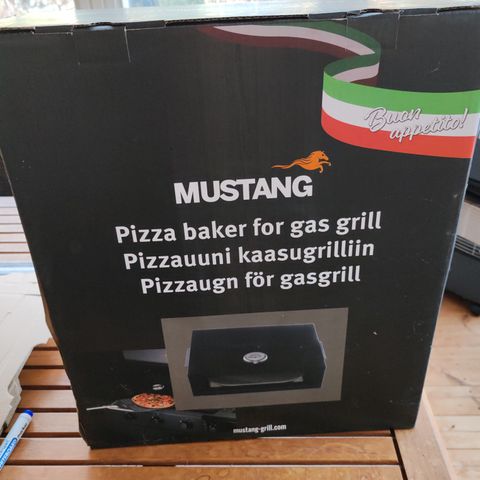 Buon
appetito!
MUSTANG
Pizza baker for gas grill
Pizzauuni kaasugrilliin
Pizzaugn för gasgrill
mustang-grill.com